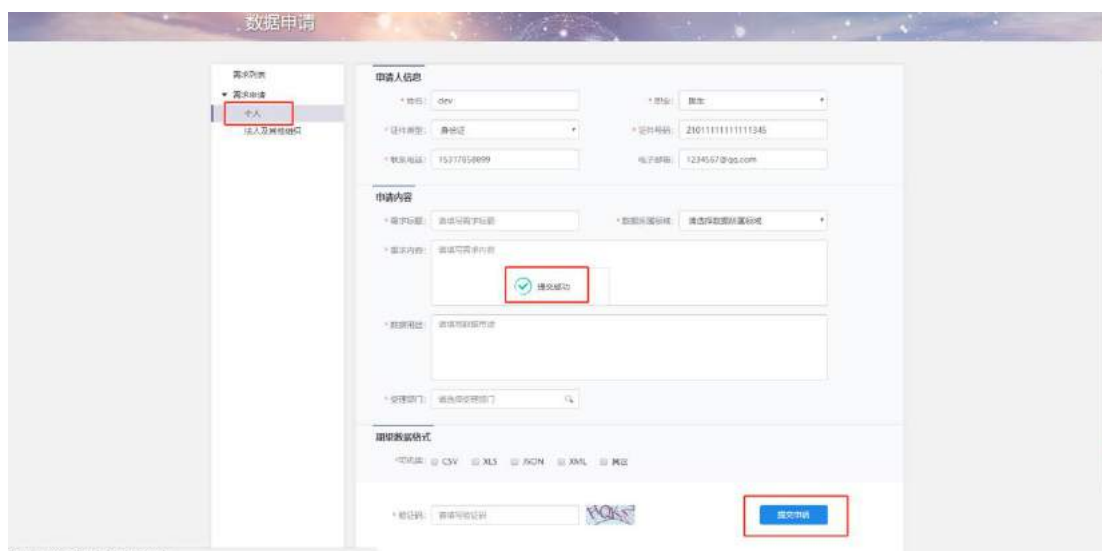 数据申请
需求列表
需求申请
个人
法人及其他组织
申请人信息
* 姓名: dev
* 职业:
* 证件类型: 身份证
* 证件号码: 21011111111111345
* 联系电话: 15317658899
电子邮箱: 1234567@qq.com
申请内容
* 需求标题: 请填写需求标题
* 数据所属领域: 请选择数据所属领域
* 需求内容: 请填写需求内容
提交成功
* 数据用途: 请填写数据用途
* 受理部门: 请选择受理部门
期望数据格式
CSV XLS JSON XML 其它
* 验证码: 请填写验证码
提交申请